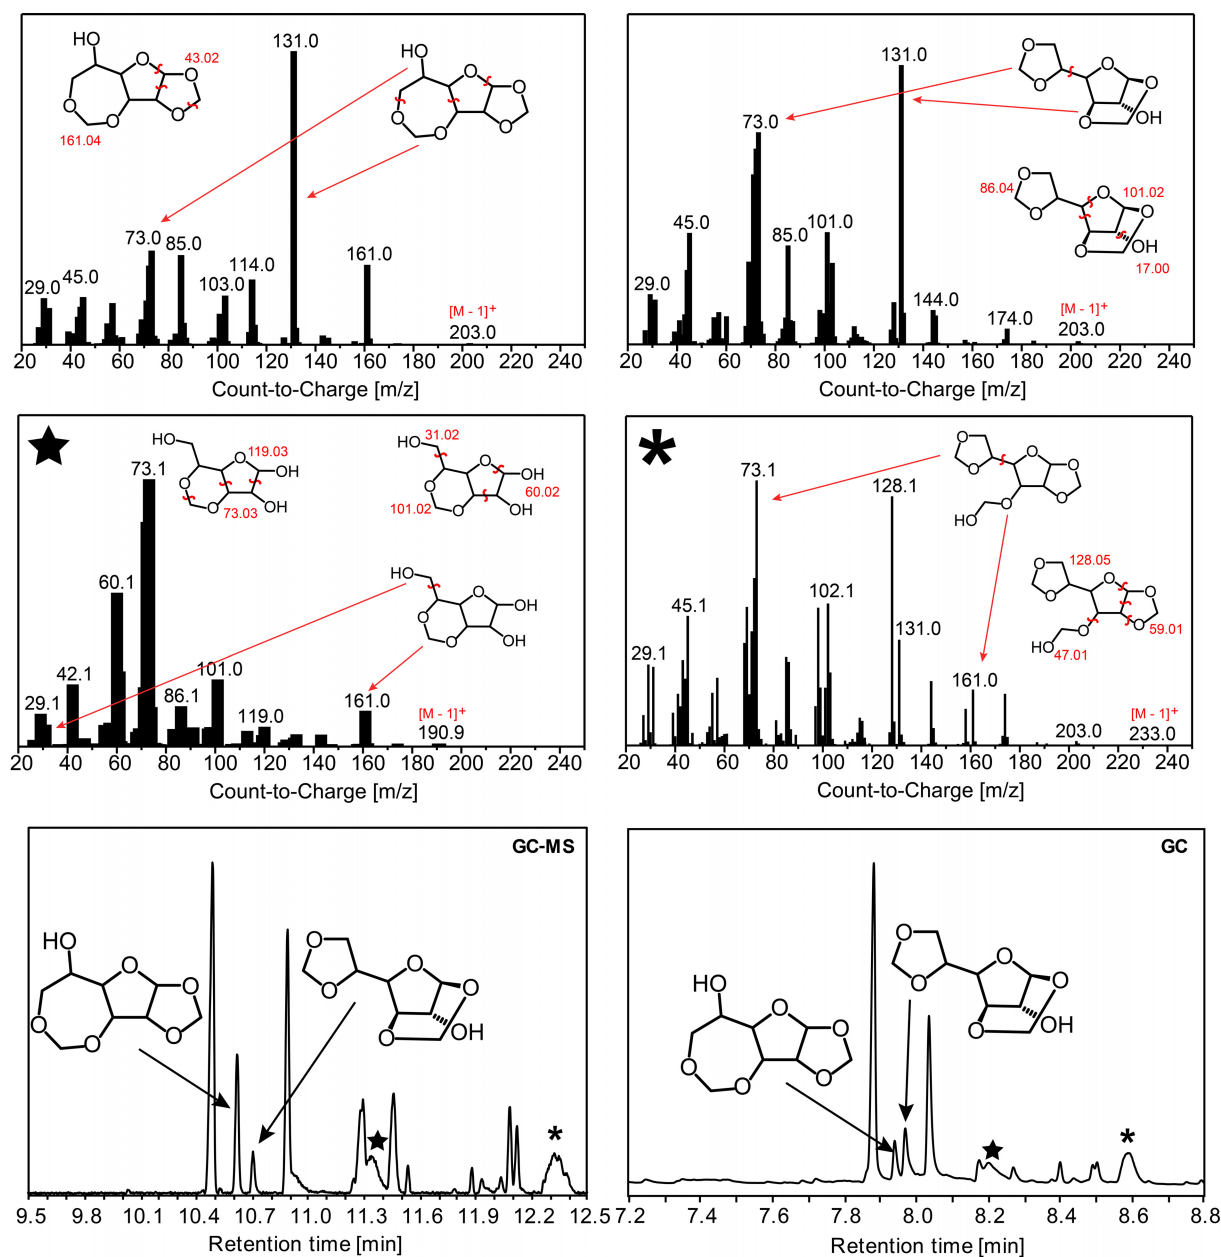 131.0
HO
O
43.02
O
O
O
O
161.04
HO
O
O
O
O
O
73.0
85.0
29.0
45.0
103.0
114.0
161.0
[M - 1]+
203.0
20 40 60 80 100 120 140 160 180 200 220 240
Count-to-Charge [m/z]
131.0
O
O
O
O
O
OH
73.0
86.04
O
O
O
101.02
O
O
OH
17.00
45.0
85.0
101.0
29.0
144.0
174.0
[M - 1]+
203.0
20 40 60 80 100 120 140 160 180 200 220 240
Count-to-Charge [m/z]
★
73.1
HO
119.03
O
OH
O
O
OH
73.03
31.02
HO
O
OH
60.02
O
O
OH
101.02
HO
O
OH
O
O
OH
60.1
42.1
29.1
86.1
101.0
119.0
161.0
[M - 1]+
190.9
20 40 60 80 100 120 140 160 180 200 220 240
Count-to-Charge [m/z]
*
73.1
128.1
O
O
O
O
O
O
HO
128.05
O
O
O
O
O
O
HO
59.01
47.01
45.1
102.1
131.0
29.1
161.0
203.0
[M - 1]+
233.0
20 40 60 80 100 120 140 160 180 200 220 240
Count-to-Charge [m/z]
GC-MS
HO
O
O
O
O
O
O
O
O
O
O
OH
★
*
9.5 9.8 10.1 10.4 10.7 11.0 11.3 11.6 11.9 12.2 12.5
Retention time [min]
GC
HO
O
O
O
O
O
O
O
O
O
O
OH
★
*
7.2 7.4 7.6 7.8 8.0 8.2 8.4 8.6 8.8
Retention time [min]